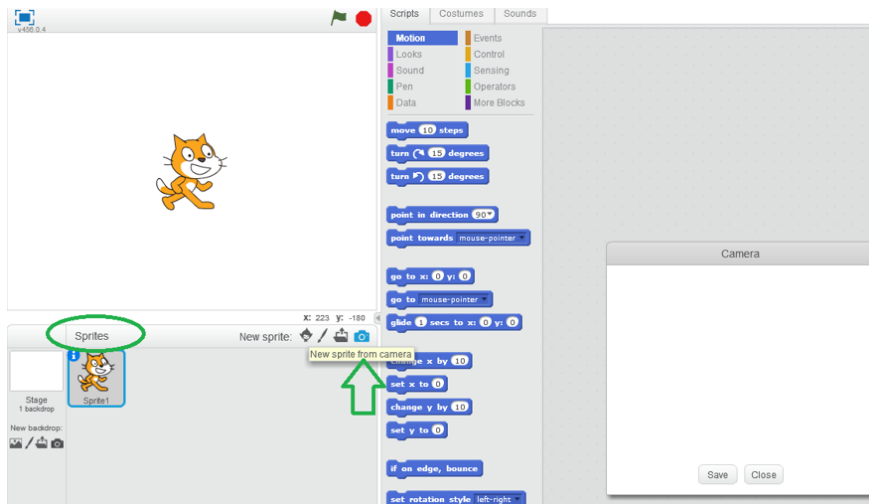 v456.0.4
Scripts Costumes Sounds
Motion Events
Looks Control
Sound Sensing
Pen Operators
Data More Blocks
move 10 steps
turn 15 degrees
turn 15 degrees
point in direction 90
point towards mouse-pointer
go to x: 0 y: 0
go to mouse-pointer
glide 1 secs to x: 0 y: 0
change x by 10
set x to 0
change y by 10
set y to 0
if on edge, bounce
set rotation style left-right
X: 223 y: -180
Sprites New sprite:
New sprite from camera
Sprite1
Stage
1 backdrop
New backdrop:
Camera
Save Close